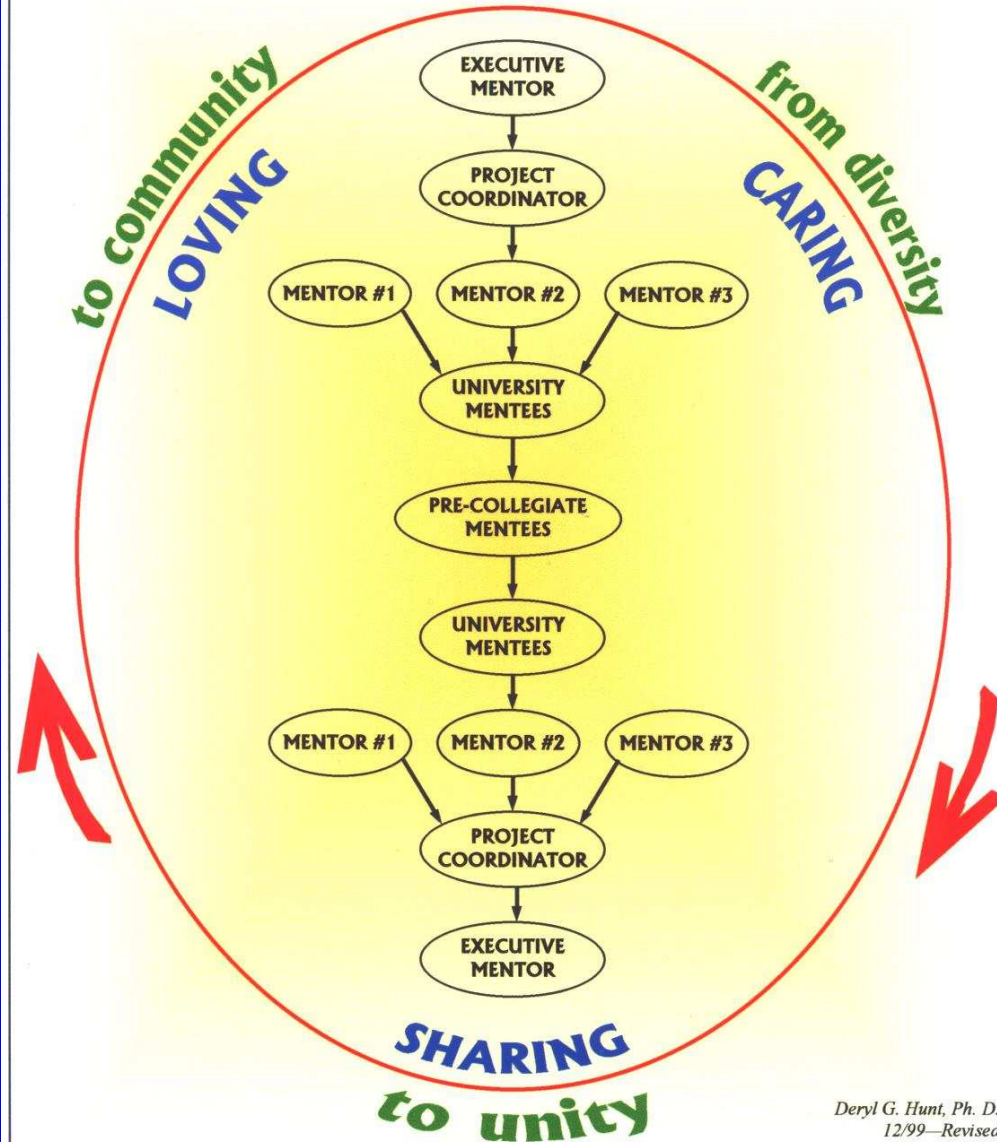 EXECUTIVE
MENTOR
to community
from diversity
LOVING
CARING
PROJECT
COORDINATOR
MENTOR #1
MENTOR #2
MENTOR #3
UNIVERSITY
MENTEES
PRE-COLLEGIATE
MENTEES
UNIVERSITY
MENTEES
MENTOR #1
MENTOR #2
MENTOR #3
PROJECT
COORDINATOR
EXECUTIVE
MENTOR
SHARING
to unity
Deryl G. Hunt, Ph. D.
12/99—Revised